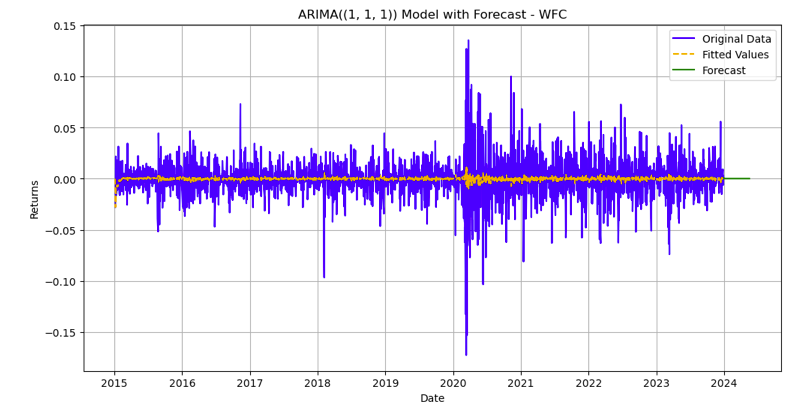 ARIMA((1, 1, 1)) Model with Forecast - WFC
Original Data
Fitted Values
Forecast
0.15
0.10
0.05
0.00
−0.05
−0.10
−0.15
Returns
2015 2016 2017 2018 2019 2020 2021 2022 2023 2024
Date